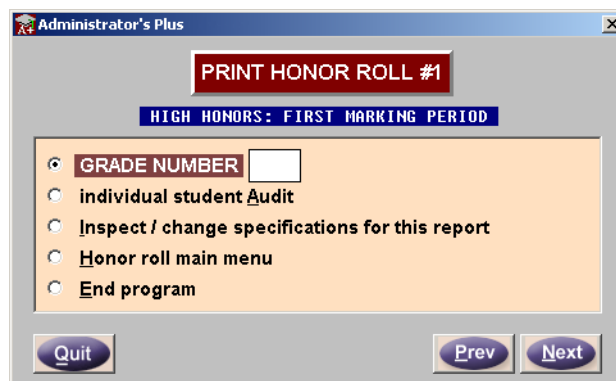 Administrator's Plus
PRINT HONOR ROLL #1
HIGH HONORS: FIRST MARKING PERIOD
GRADE NUMBER
individual student Audit
Inspect / change specifications for this report
Honor roll main menu
End program
Quit Prev Next